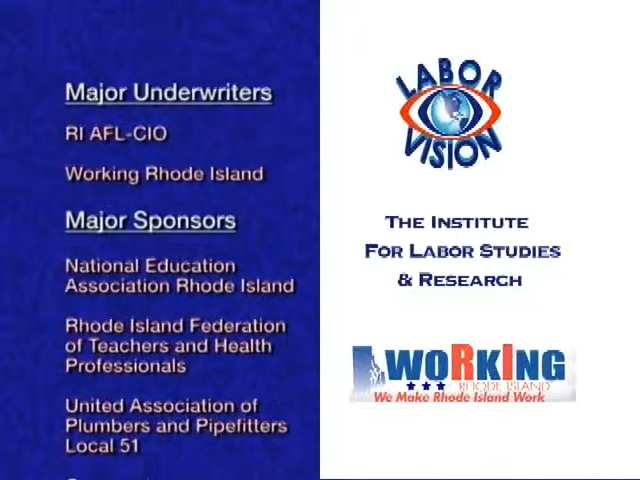 Major Underwriters
RI AFL-CIO
Working Rhode Island
Major Sponsors
National Education
Association Rhode Island
Rhode Island Federation
of Teachers and Health
Professionals
United Association of
Plumbers and Pipefitters
Local 51
LABOR
VISION
THE INSTITUTE
FOR LABOR STUDIES
& RESEARCH
WORKING
RHODE ISLAND
We Make Rhode Island Work